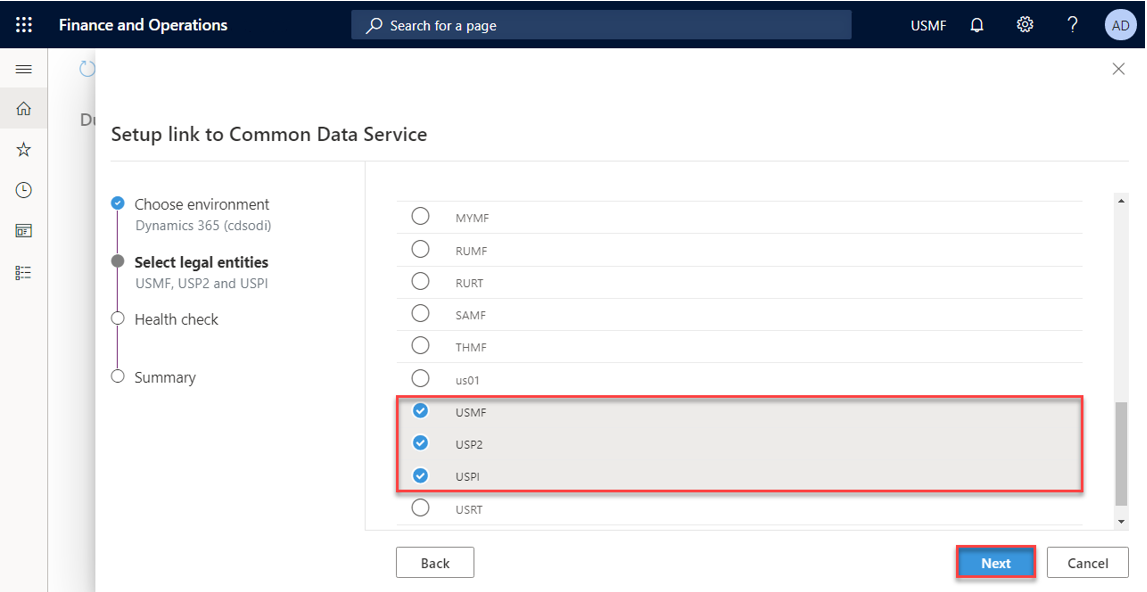 Finance and Operations
Search for a page
USMF
?
AD
Setup link to Common Data Service
Choose environment
Dynamics 365 (cdsodi)
Select legal entities
USMF, USP2 and USPI
Health check
Summary
MYMF
RUMF
RURT
SAMF
THMF
us01
USMF
USP2
USPI
USRT
Back
Next
Cancel